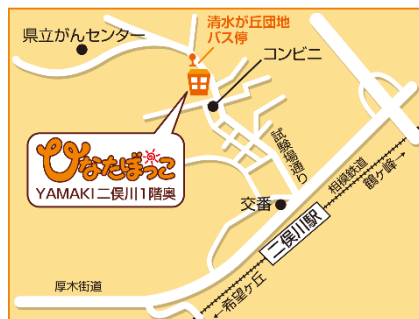 清水が丘団地
バス停
県立がんセンター
コンビニ
ひなたぼっこ
YAMAKI二俣川1階奥
試験場通り
相模鉄道
鶴ヶ峰
交番
二俣川駅
厚木街道
希望ヶ丘